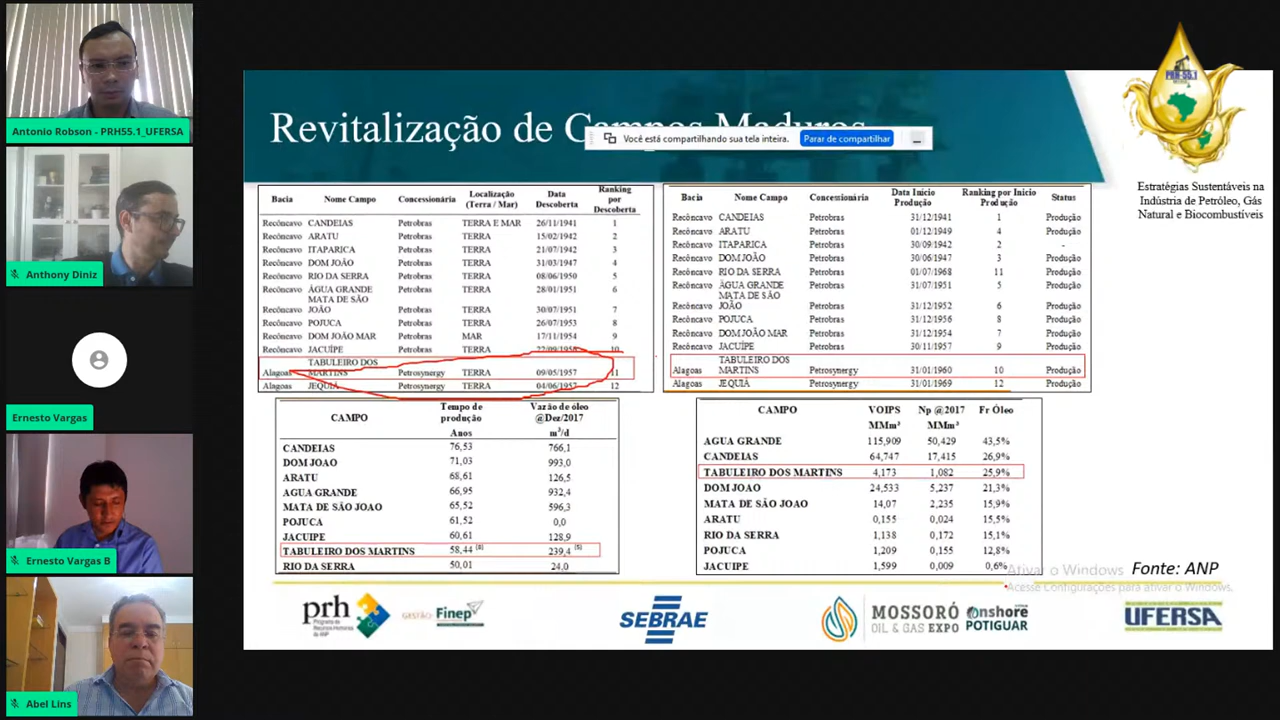 Antonio Robson - PRH55.1_UFERSA
Anthony Diniz
Ernesto Vargas
Ernesto Vargas B
Abel Lins
Revitalização de Campos Maduros
Você está compartilhando sua tela inteira. Parar de compartilhar
PRH-55.1
Estratégias Sustentáveis na
Indústria de Petróleo, Gás
Natural e Biocombustíveis
Bacia Nome Campo Concessionária Localização (Terra / Mar) Data Descoberta Ranking por Descoberta
Recôncavo CANDEIAS Petrobras TERRA E MAR 26/11/1941 1
Recôncavo ARATU Petrobras TERRA 15/02/1942 2
Recôncavo ITAPARICA Petrobras TERRA 21/07/1942 3
Recôncavo DOM JOÃO Petrobras TERRA 31/03/1947 4
Recôncavo RIO DA SERRA Petrobras TERRA 08/06/1950 5
Recôncavo ÁGUA GRANDE Petrobras TERRA 28/01/1951 6
MATA DE SÃO
Recôncavo JOÃO Petrobras TERRA 30/07/1951 7
Recôncavo POJUCA Petrobras TERRA 26/07/1953 8
Recôncavo DOM JOÃO MAR Petrobras MAR 17/11/1954 9
Recôncavo JACUÍPE Petrobras TERRA 22/09/1956 10
TABULEIRO DOS
Alagoas MARTINS Petrosynergy TERRA 09/05/1957 11
Alagoas JEQUIÁ Petrosynergy TERRA 04/06/1957 12
Bacia Nome Campo Concessionária Data Início Produção Ranking por Inicio Produção Status
Recôncavo CANDEIAS Petrobras 31/12/1941 1 Produção
Recôncavo ARATU Petrobras 01/12/1949 4 Produção
Recôncavo ITAPARICA Petrobras 30/09/1942 2 -
Recôncavo DOM JOÃO Petrobras 30/06/1947 3 Produção
Recôncavo RIO DA SERRA Petrobras 01/07/1968 11 Produção
Recôncavo ÁGUA GRANDE Petrobras 31/07/1951 5 Produção
MATA DE SÃO
Recôncavo JOÃO Petrobras 31/12/1952 6 Produção
Recôncavo POJUCA Petrobras 31/12/1956 8 Produção
Recôncavo DOM JOÃO MAR Petrobras 31/12/1954 7 Produção
Recôncavo JACUÍPE Petrobras 30/11/1957 9 Produção
TABULEIRO DOS
Alagoas MARTINS Petrosynergy 31/01/1960 10 Produção
Alagoas JEQUIÁ Petrosynergy 31/01/1969 12 Produção
CAMPO Tempo de produção Anos Vazão de óleo @Dez/2017 m³/d
CANDEIAS 76,53 766,1
DOM JOAO 71,03 993,0
ARATU 68,61 126,5
AGUA GRANDE 66,95 932,4
MATA DE SÃO JOAO 65,52 596,3
POJUCA 61,52 0,0
JACUIPE 60,61 128,9
TABULEIRO DOS MARTINS 58,44 [8] 239,4 [5]
RIO DA SERRA 50,01 24,0
CAMPO VOIPS MMm³ Np @2017 MMm³ Fr Óleo
AGUA GRANDE 115,909 50,429 43,5%
CANDEIAS 64,747 17,415 26,9%
TABULEIRO DOS MARTINS 4,173 1,082 25,9%
DOM JOAO 24,533 5,237 21,3%
MATA DE SÃO JOAO 14,07 2,235 15,9%
ARATU 0,155 0,024 15,5%
RIO DA SERRA 1,138 0,172 15,1%
POJUCA 1,209 0,155 12,8%
JACUIPE 1,599 0,009 0,6%
Ativar o Windows
Acesse Configurações para ativar o Windows.
Fonte: ANP
prh
Programa de
Recursos Humanos
da ANP
GESTÃO Finep
SEBRAE
MOSSORÓ
OIL & GAS EXPO
Onshore
POTIGUAR
UFERSA